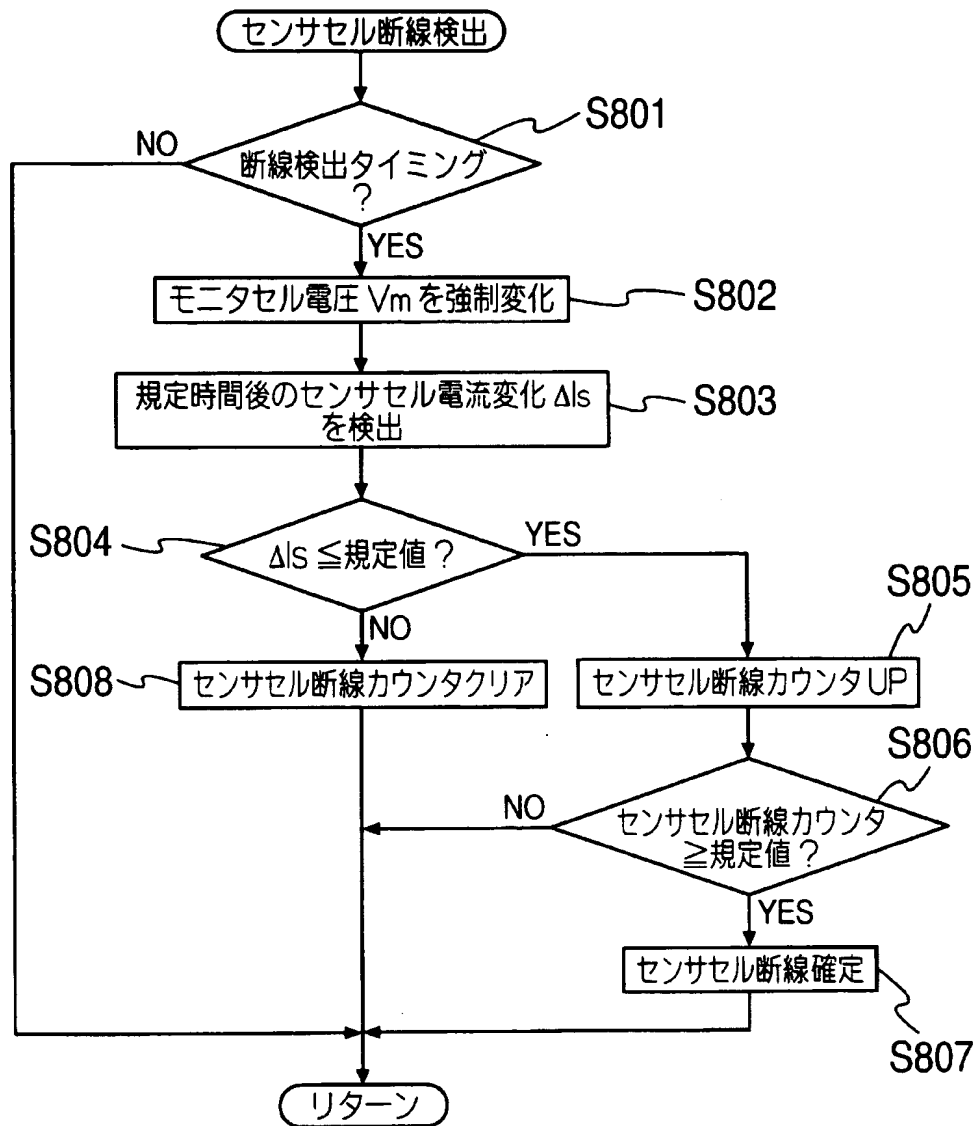 センサセル断線検出
S801
NO
断線検出タイミング
?
YES
モニタセル電圧 Vm を強制変化
S802
規定時間後のセンサセル電流変化 ΔIs
を検出
S803
S804
ΔIs ≦規定値？
YES
NO
S805
S808
センサセル断線カウンタクリア
センサセル断線カウンタ UP
S806
NO
センサセル断線カウンタ
≧規定値？
YES
センサセル断線確定
S807
リターン